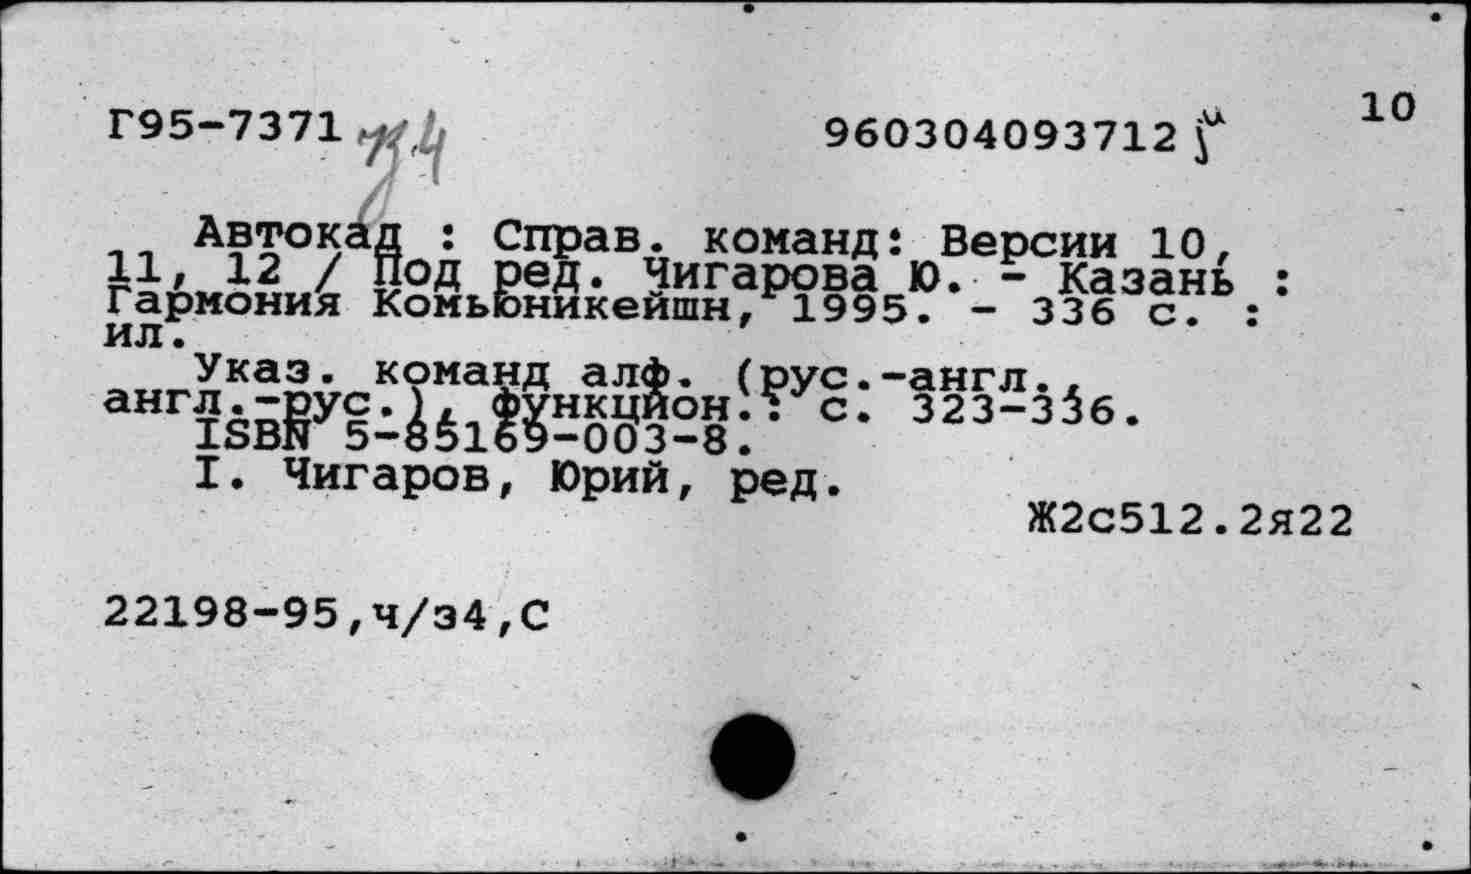 10
Г95-7371 960304093712
Автокад : Справ. команд: Версии 10,
11, 12 / Под ред. Чигарова Ю. - Казань :
Гармония Комьюникейшн, 1995. - 336 с. :
ил.
Указ. команд алф. (рус.-англ.,
англ.-рус.), функцион.: с. 323-336.
ISBN 5-85169-003-8.
I. Чигаров, Юрий, ред.
Ж2с512.2я22
22198-95,ч/з4,С